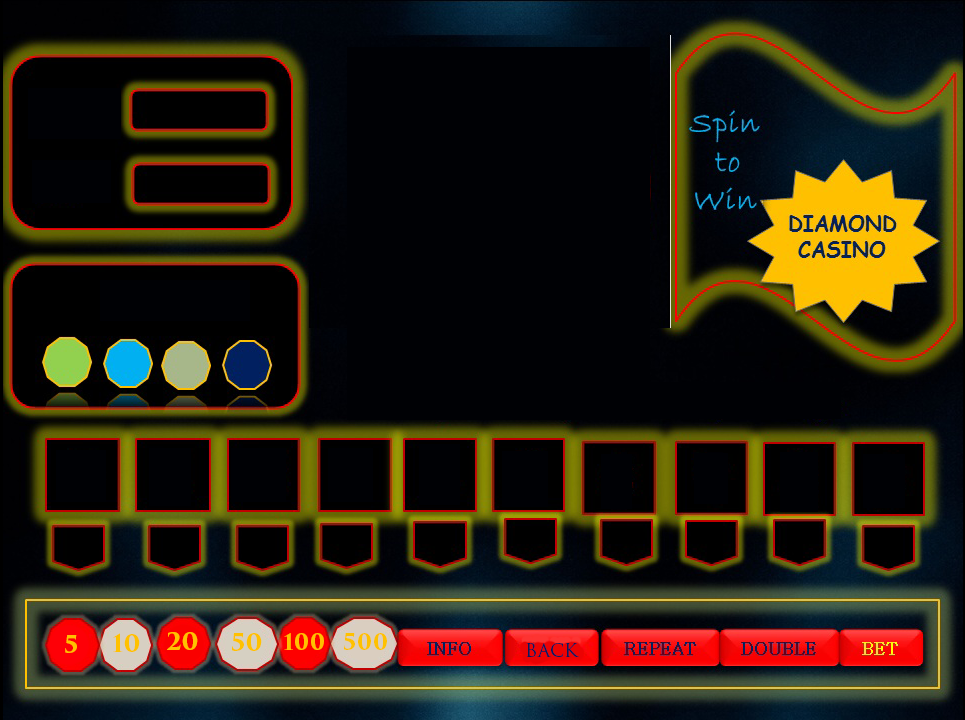 Spin
to
Win
DIAMOND
CASINO
5 10 20 50 100 500 INFO BACK REPEAT DOUBLE BET